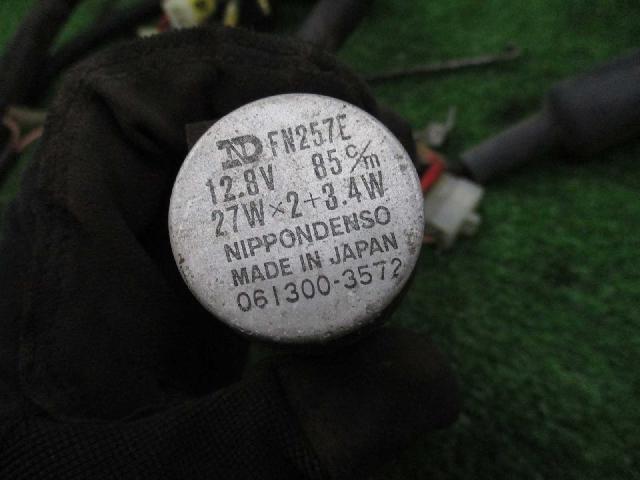 ND FN257E
12.8V 85c/m
27W×2+3.4W
NIPPONDENSO
MADE IN JAPAN
061300-3572